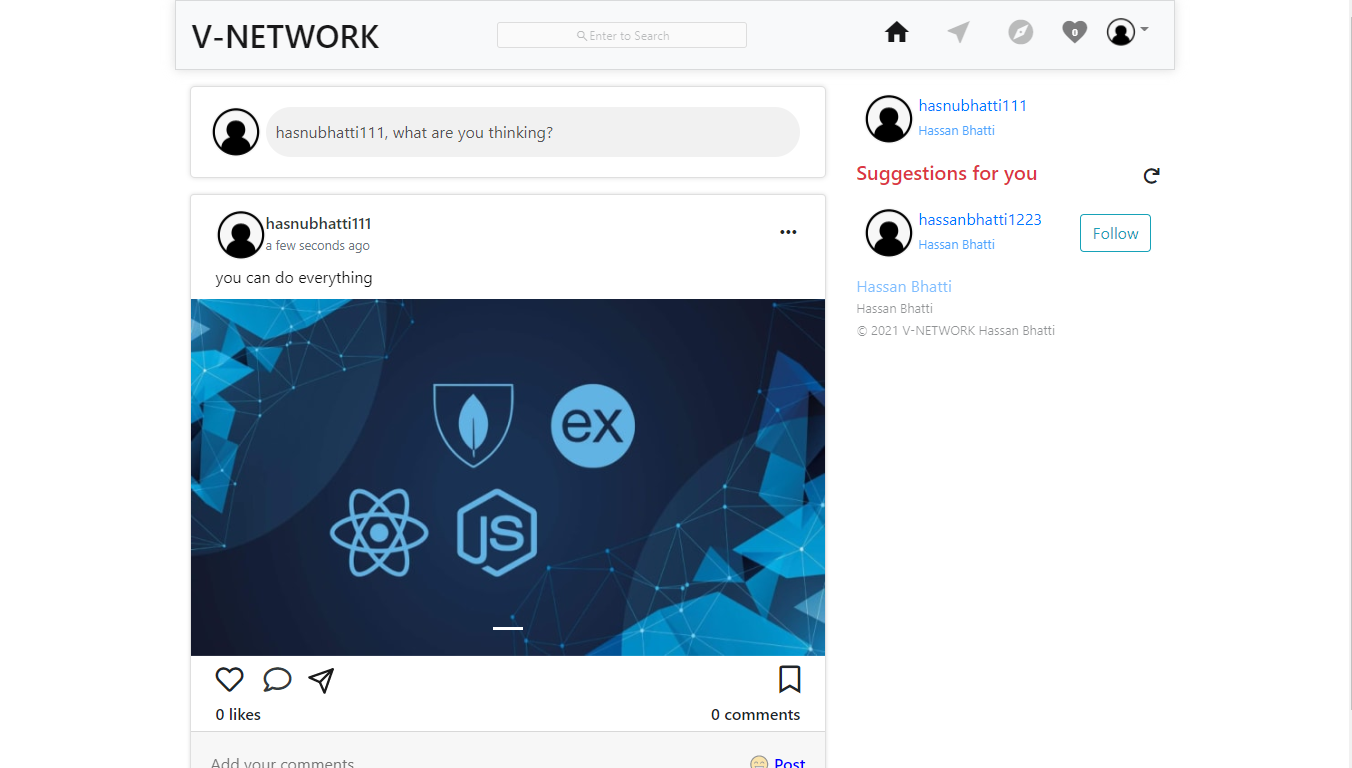 V-NETWORK
Enter to Search
0
hasnubhatti111, what are you thinking?
hasnubhatti111
a few seconds ago
...
you can do everything
ex
JS
0 likes
0 comments
Add your comments
Post
hasnubhatti111
Hassan Bhatti
Suggestions for you
hassanbhatti1223
Hassan Bhatti
Follow
Hassan Bhatti
Hassan Bhatti
© 2021 V-NETWORK Hassan Bhatti